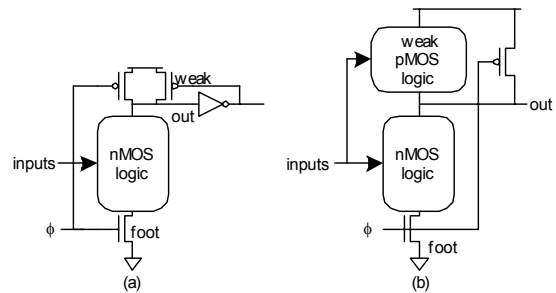 weak
out
inputs
nMOS
logic
ϕ
foot
(a)
weak
pMOS
logic
out
inputs
nMOS
logic
ϕ
foot
(b)